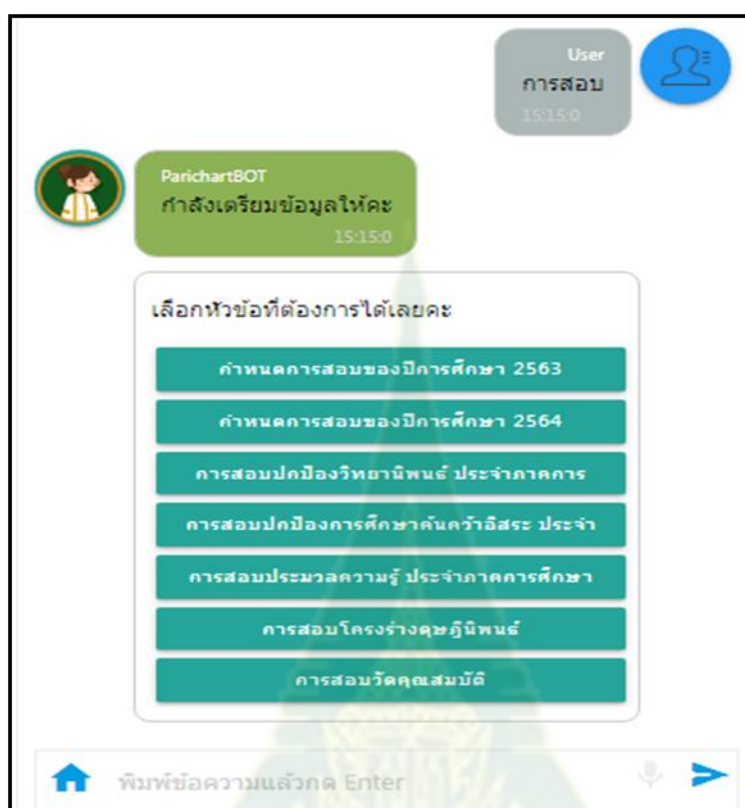 User
การสอบ
15:15:0
ParichartBOT
กำลังเตรียมข้อมูลให้คะ
15:15:0
เลือกหัวข้อที่ต้องการได้เลยคะ
กำหนดการสอบของปีการศึกษา 2563
กำหนดการสอบของปีการศึกษา 2564
การสอบปกป้องวิทยานิพนธ์ ประจำภาคการ
การสอบปกป้องการศึกษาค้นคว้าอิสระ ประจำ
การสอบประมวลความรู้ ประจำภาคการศึกษา
การสอบโครงร่างดุษฎีนิพนธ์
การสอบวัดคุณสมบัติ
พิมพ์ข้อความแล้วกด Enter